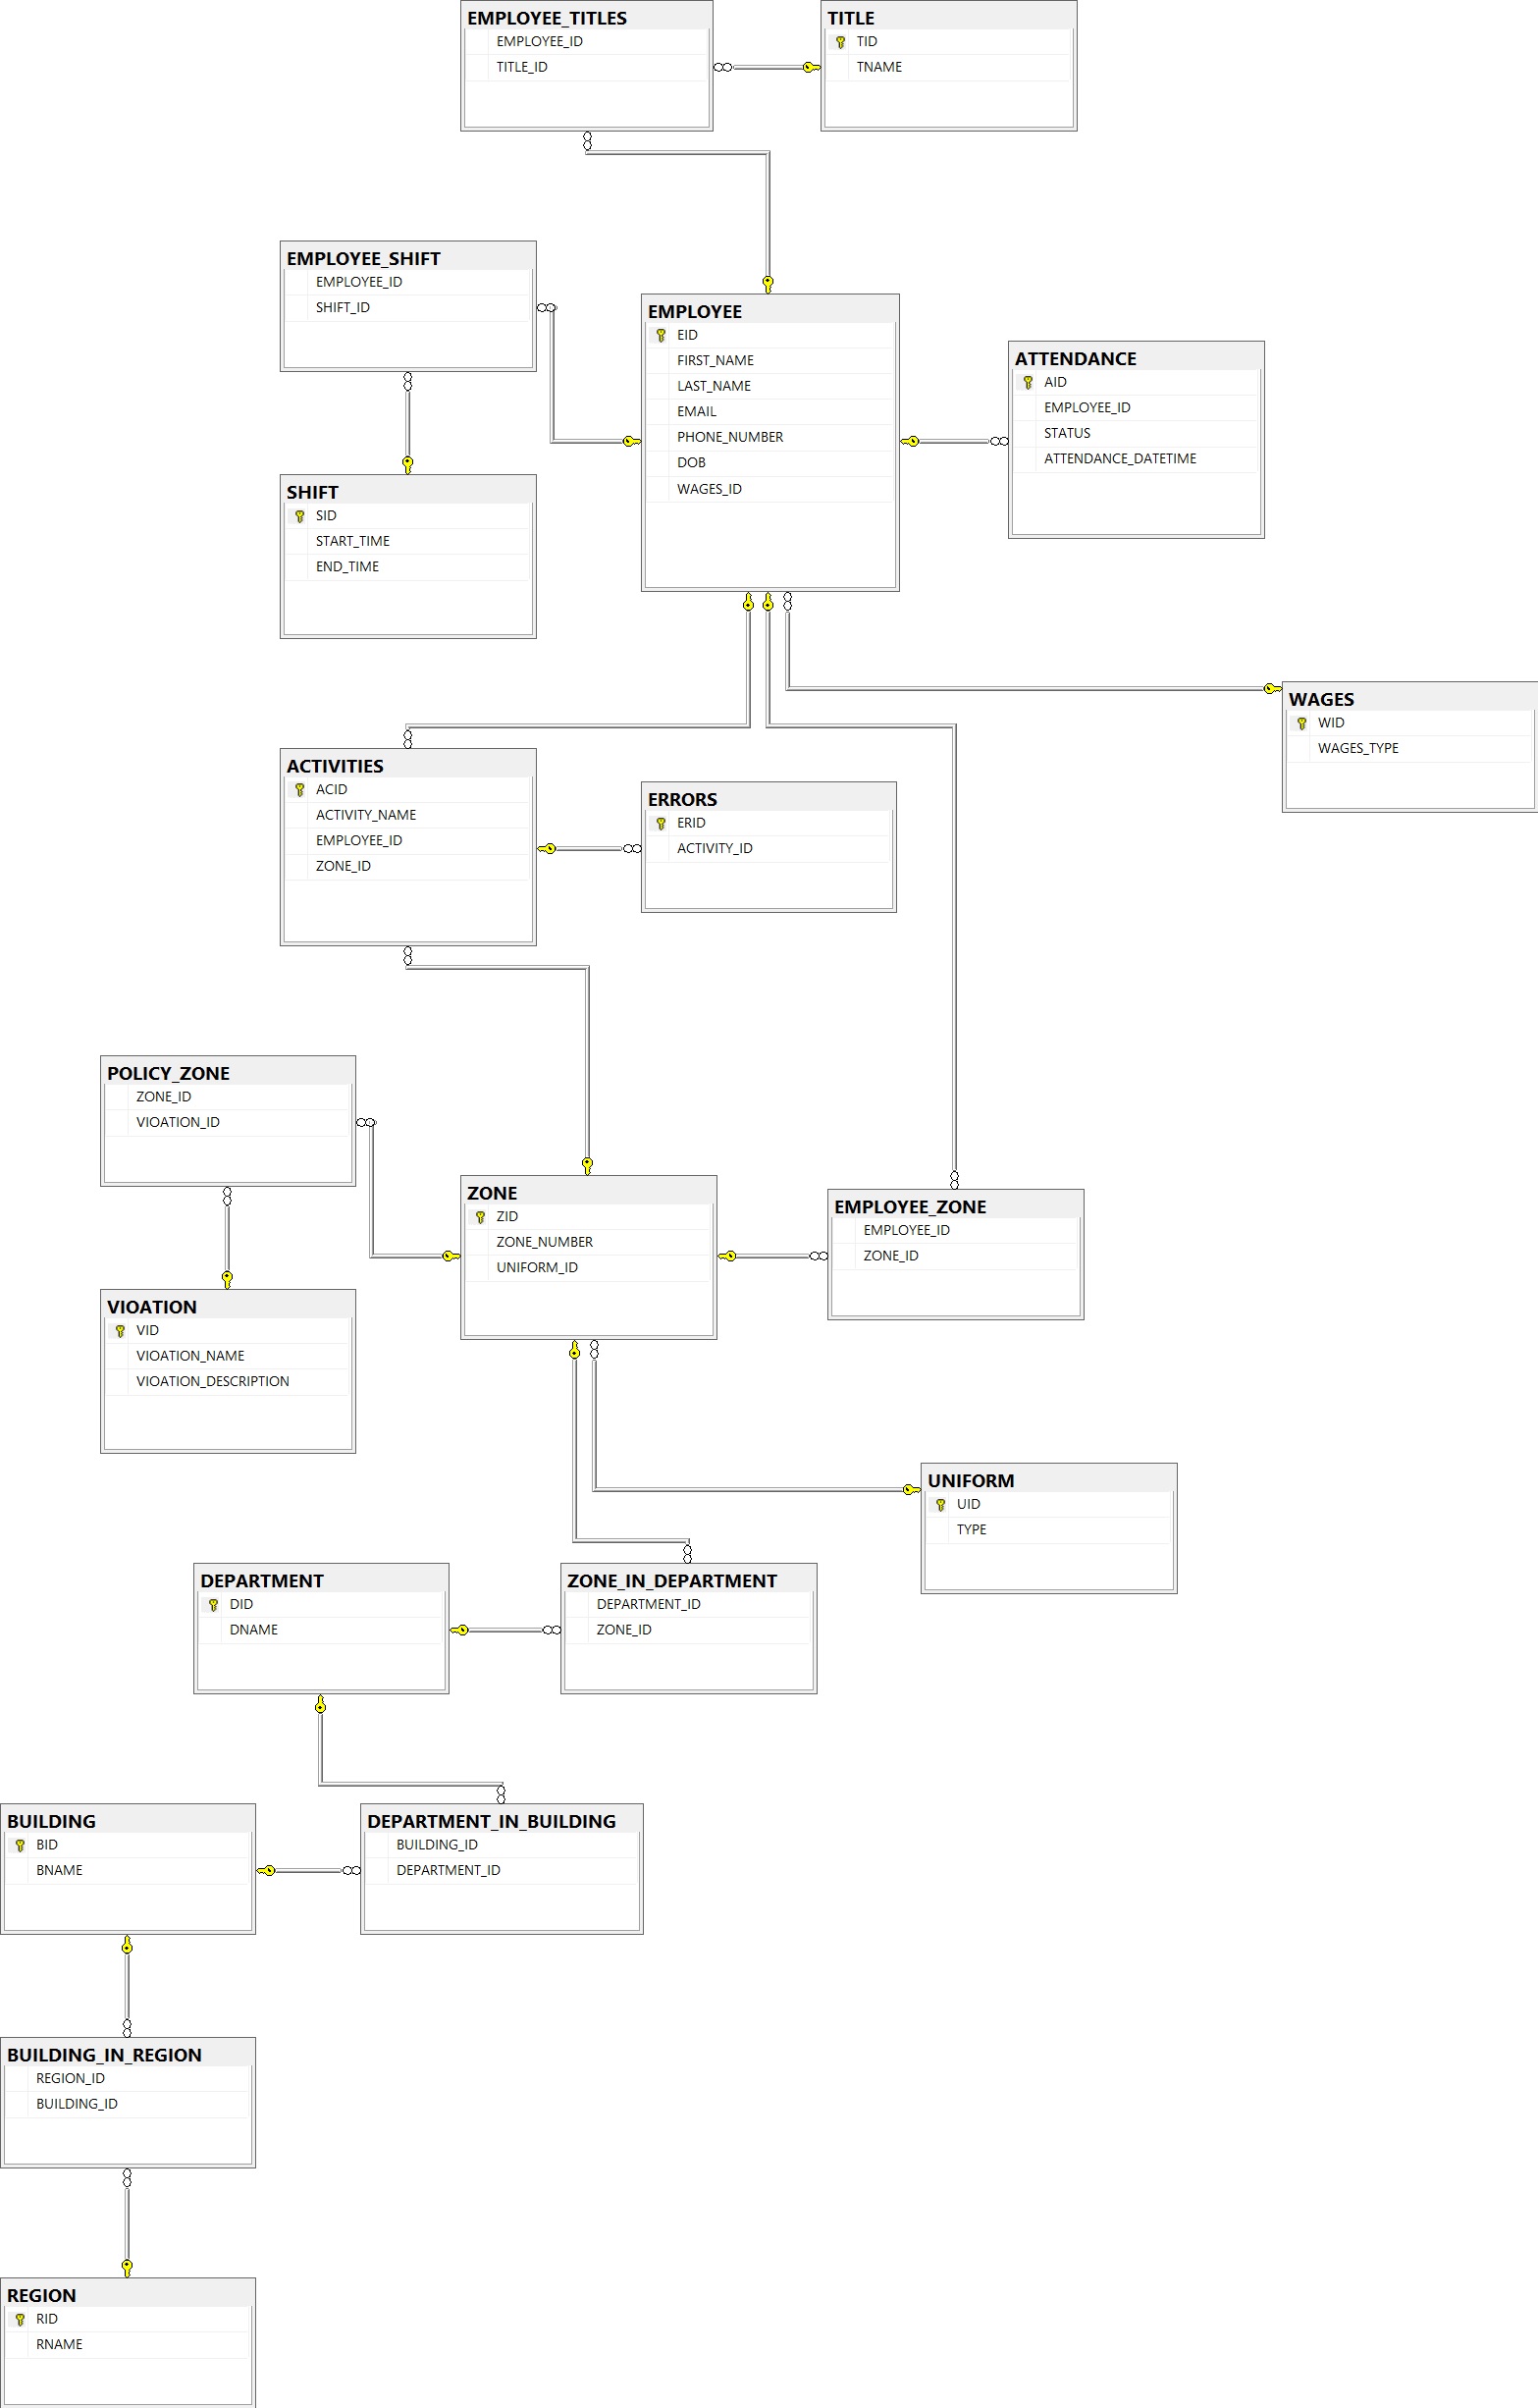 EMPLOYEE_TITLES
EMPLOYEE_ID
TITLE_ID
TITLE
TID
TNAME
EMPLOYEE_SHIFT
EMPLOYEE_ID
SHIFT_ID
EMPLOYEE
EID
FIRST_NAME
LAST_NAME
EMAIL
PHONE_NUMBER
DOB
WAGES_ID
ATTENDANCE
AID
EMPLOYEE_ID
STATUS
ATTENDANCE_DATETIME
SHIFT
SID
START_TIME
END_TIME
WAGES
WID
WAGES_TYPE
ACTIVITIES
ACID
ACTIVITY_NAME
EMPLOYEE_ID
ZONE_ID
ERRORS
ERID
ACTIVITY_ID
POLICY_ZONE
ZONE_ID
VIOATION_ID
ZONE
ZID
ZONE_NUMBER
UNIFORM_ID
EMPLOYEE_ZONE
EMPLOYEE_ID
ZONE_ID
VIOATION
VID
VIOATION_NAME
VIOATION_DESCRIPTION
UNIFORM
UID
TYPE
DEPARTMENT
DID
DNAME
ZONE_IN_DEPARTMENT
DEPARTMENT_ID
ZONE_ID
BUILDING
BID
BNAME
DEPARTMENT_IN_BUILDING
BUILDING_ID
DEPARTMENT_ID
BUILDING_IN_REGION
REGION_ID
BUILDING_ID
REGION
RID
RNAME